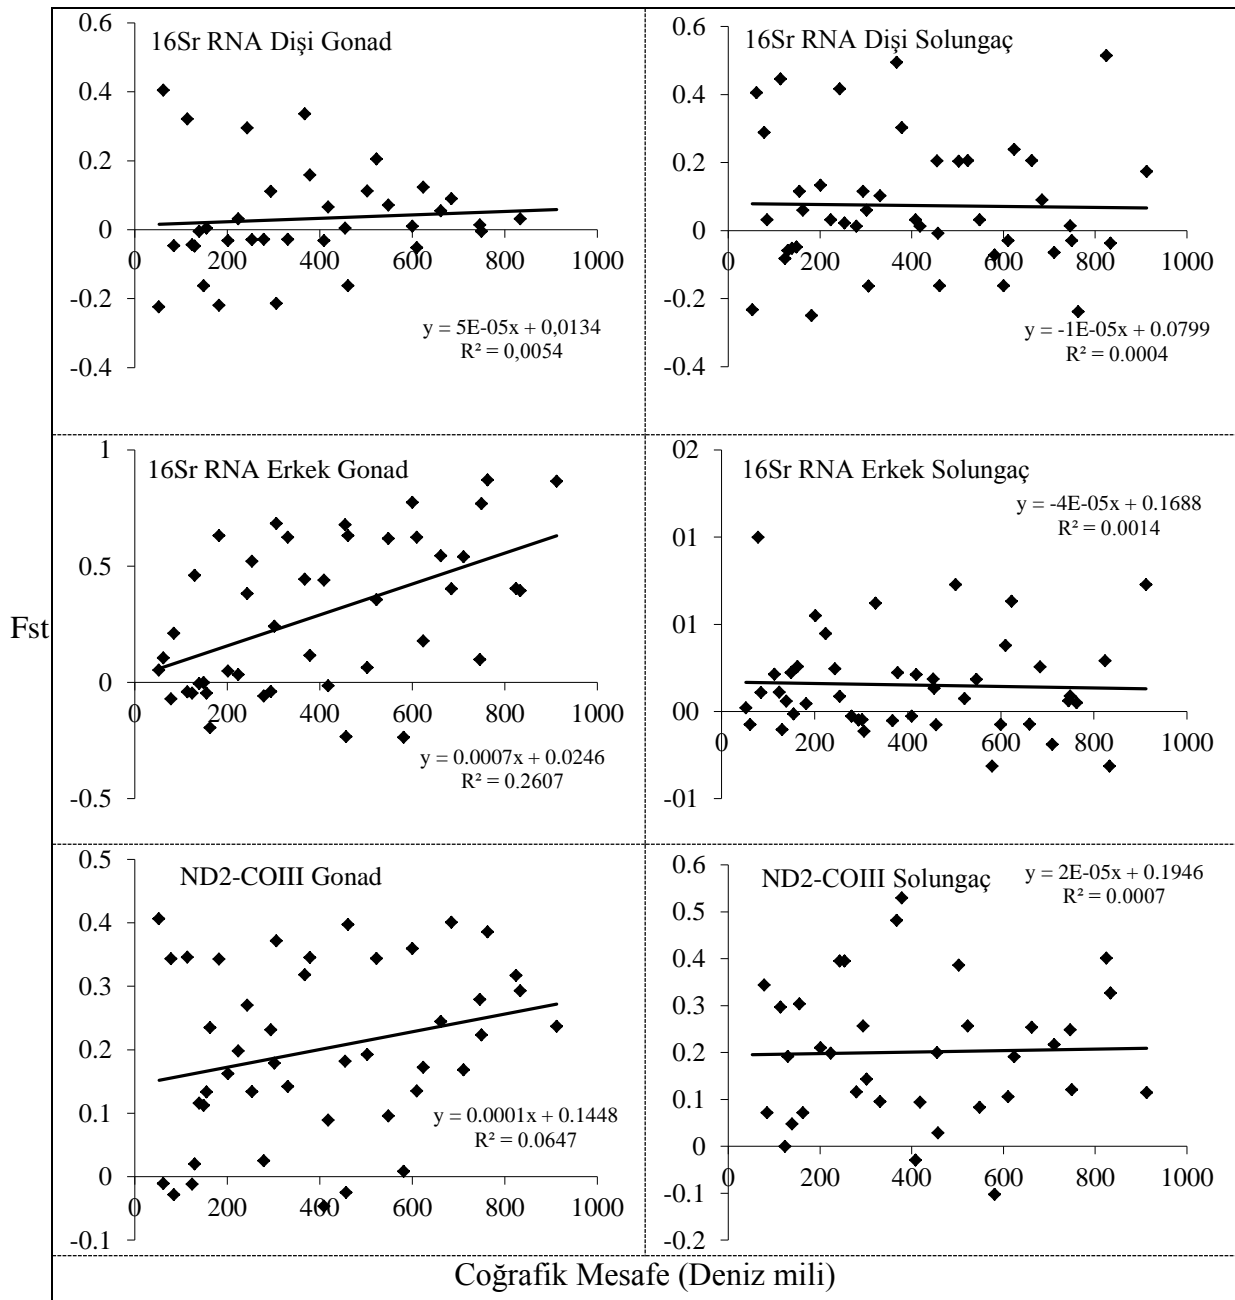 0.6
0.4
0.2
0
-0.2
-0.4
0 200 400 600 800 1000
16Sr RNA Dişi Gonad
y = 5E-05x + 0,0134
R² = 0,0054
0.6
0.4
0.2
0
-0.2
-0.4
0 200 400 600 800 1000
16Sr RNA Dişi Solungaç
y = -1E-05x + 0.0799
R² = 0.0004
1
0.5
0
-0.5
0 200 400 600 800 1000
16Sr RNA Erkek Gonad
y = 0.0007x + 0.0246
R² = 0.2607
02
01
01
00
-01
0 200 400 600 800 1000
16Sr RNA Erkek Solungaç
y = -4E-05x + 0.1688
R² = 0.0014
Fst
0.5
0.4
0.3
0.2
0.1
0
-0.1
0 200 400 600 800 1000
ND2-COIII Gonad
y = 0.0001x + 0.1448
R² = 0.0647
0.6
0.5
0.4
0.3
0.2
0.1
0
-0.1
-0.2
0 200 400 600 800 1000
ND2-COIII Solungaç
y = 2E-05x + 0.1946
R² = 0.0007
Coğrafik Mesafe (Deniz mili)